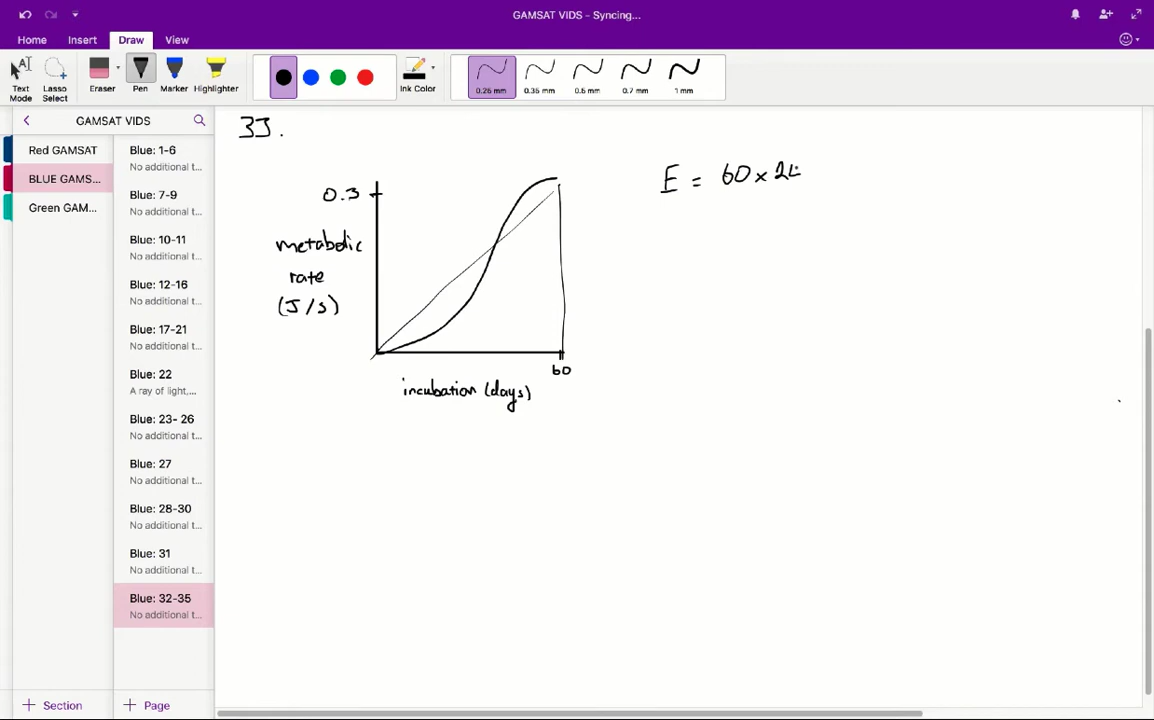 GAMSAT VIDS - Syncing...
Home Insert Draw View
Text Mode
Lasso Select
Eraser
Pen
Marker
Highlighter
Ink Color
0.25 mm
0.35 mm
0.5 mm
0.7 mm
1 mm
GAMSAT VIDS
Red GAMSAT
BLUE GAMS...
Green GAM...
Blue: 1-6
No additional t...
Blue: 7-9
No additional t...
Blue: 10-11
No additional t...
Blue: 12-16
No additional t...
Blue: 17-21
No additional t...
Blue: 22
A ray of light,...
Blue: 23- 26
No additional t...
Blue: 27
No additional t...
Blue: 28-30
No additional t...
Blue: 31
No additional t...
Blue: 32-35
No additional t...
+ Section
+ Page
33.
0.3
metabolic
rate
(J/s)
60
incubation (days)
E = 60 x 24